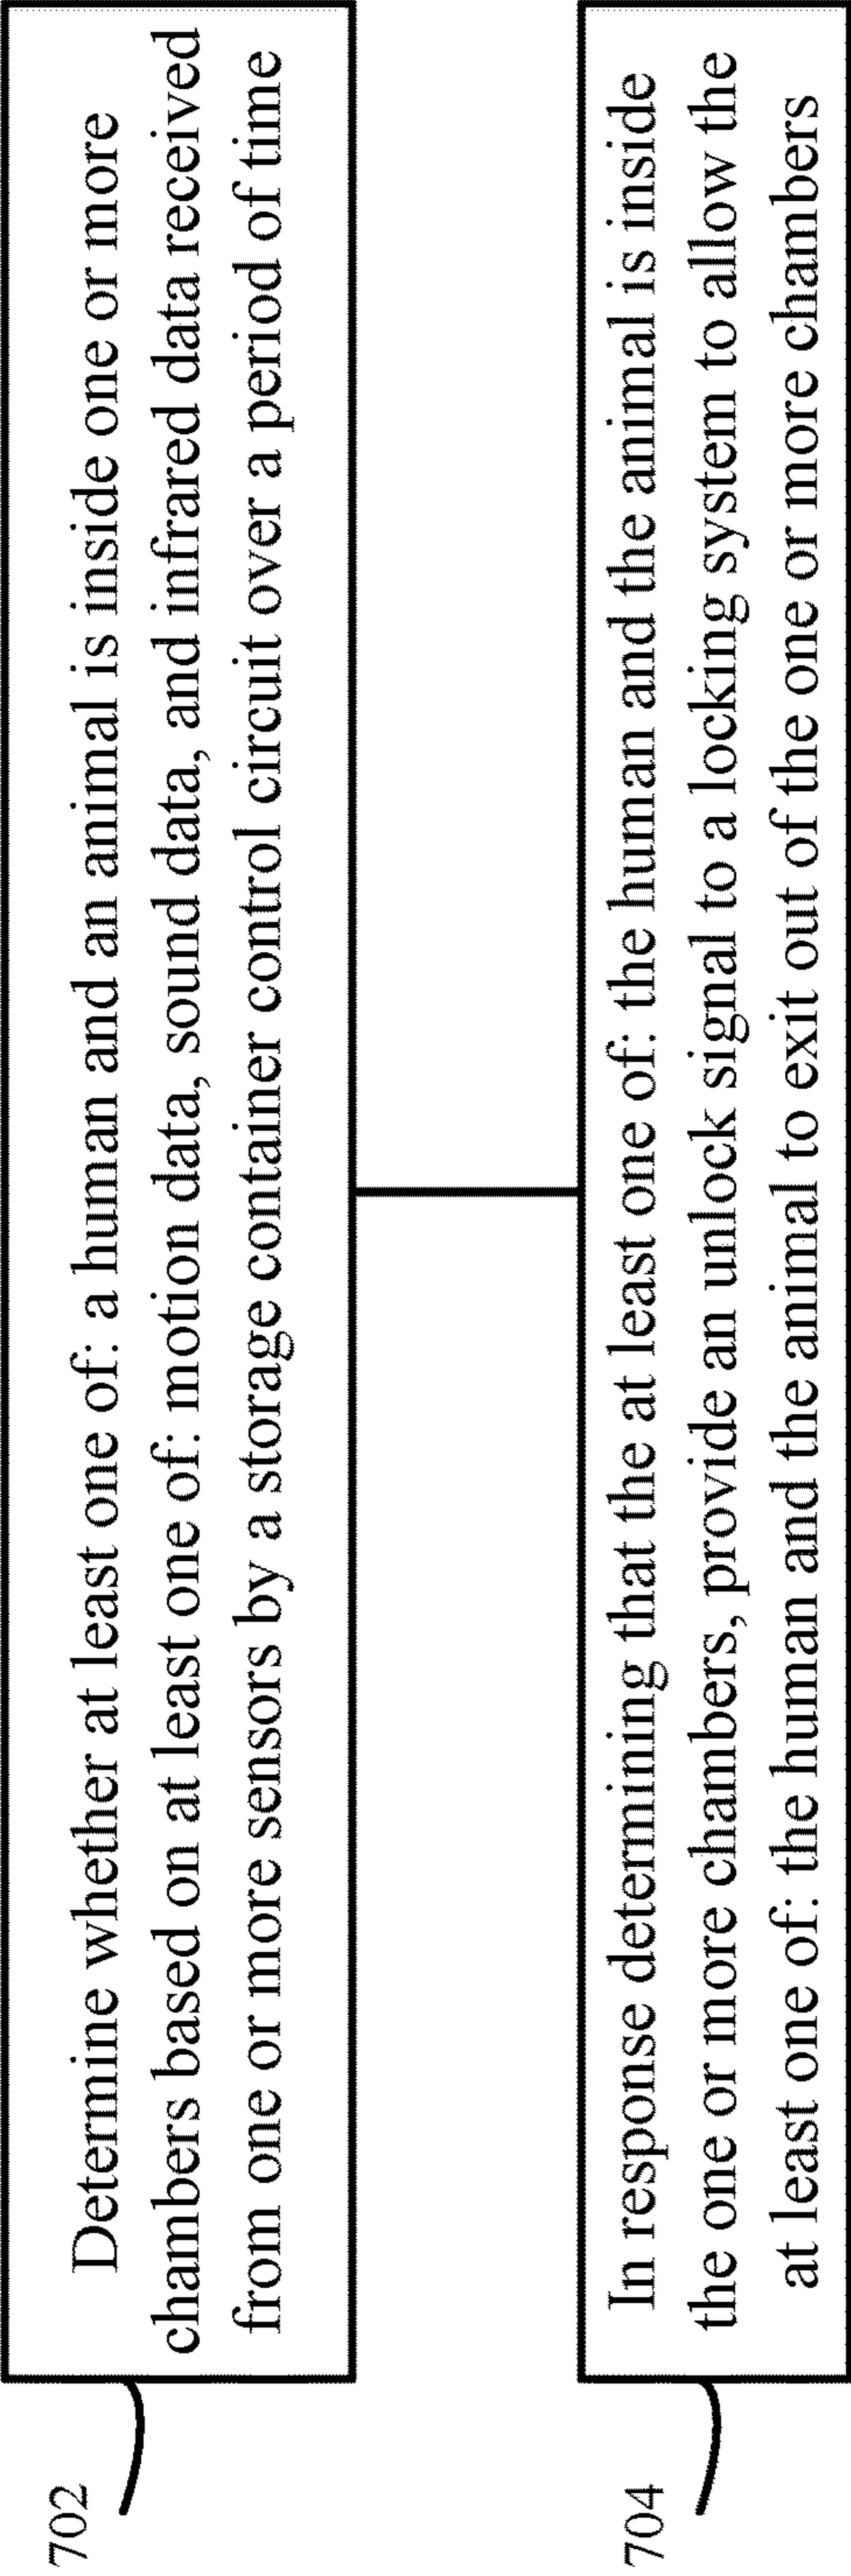 702
Determine whether at least one of: a human and an animal is inside one or more
chambers based on at least one of: motion data, sound data, and infrared data received
from one or more sensors by a storage container control circuit over a period of time
704
In response determining that the at least one of: the human and the animal is inside
the one or more chambers, provide an unlock signal to a locking system to allow the
at least one of: the human and the animal to exit out of the one or more chambers